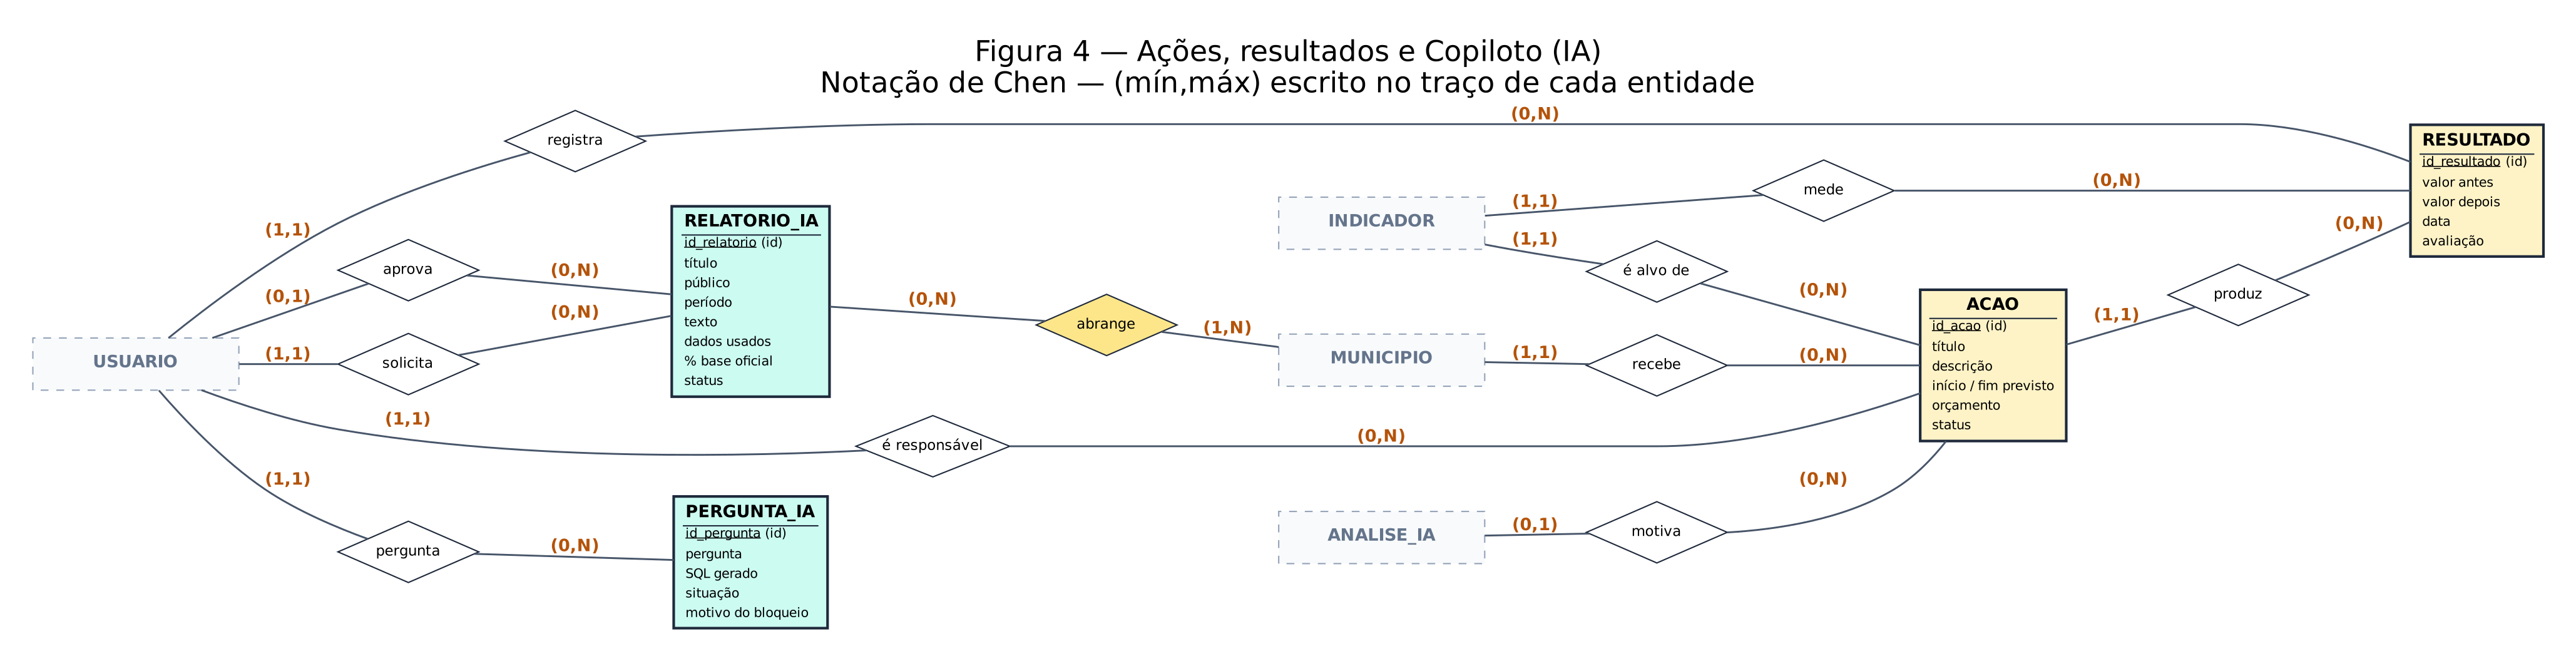 Figura 4 — Ações, resultados e Copiloto (IA)
Notação de Chen — (mín,máx) escrito no traço de cada entidade
registra
(0,N)
(1,1)
RESULTADO
id_resultado (id)
valor antes
valor depois
data
avaliação
mede
(0,N)
(1,1)
INDICADOR
(1,1)
é alvo de
(0,N)
(0,N)
produz
(1,1)
aprova
(0,1)
(0,N)
(0,N)
RELATORIO_IA
id_relatorio (id)
título
público
período
texto
dados usados
% base oficial
status
(0,N)
abrange
(1,N)
USUARIO
(1,1)
solicita
MUNICIPIO
(1,1)
recebe
(0,N)
ACAO
id_acao (id)
título
descrição
início / fim previsto
orçamento
status
(1,1)
é responsável
(0,N)
(1,1)
pergunta
(0,N)
PERGUNTA_IA
id_pergunta (id)
pergunta
SQL gerado
situação
motivo do bloqueio
ANALISE_IA
(0,1)
motiva
(0,N)